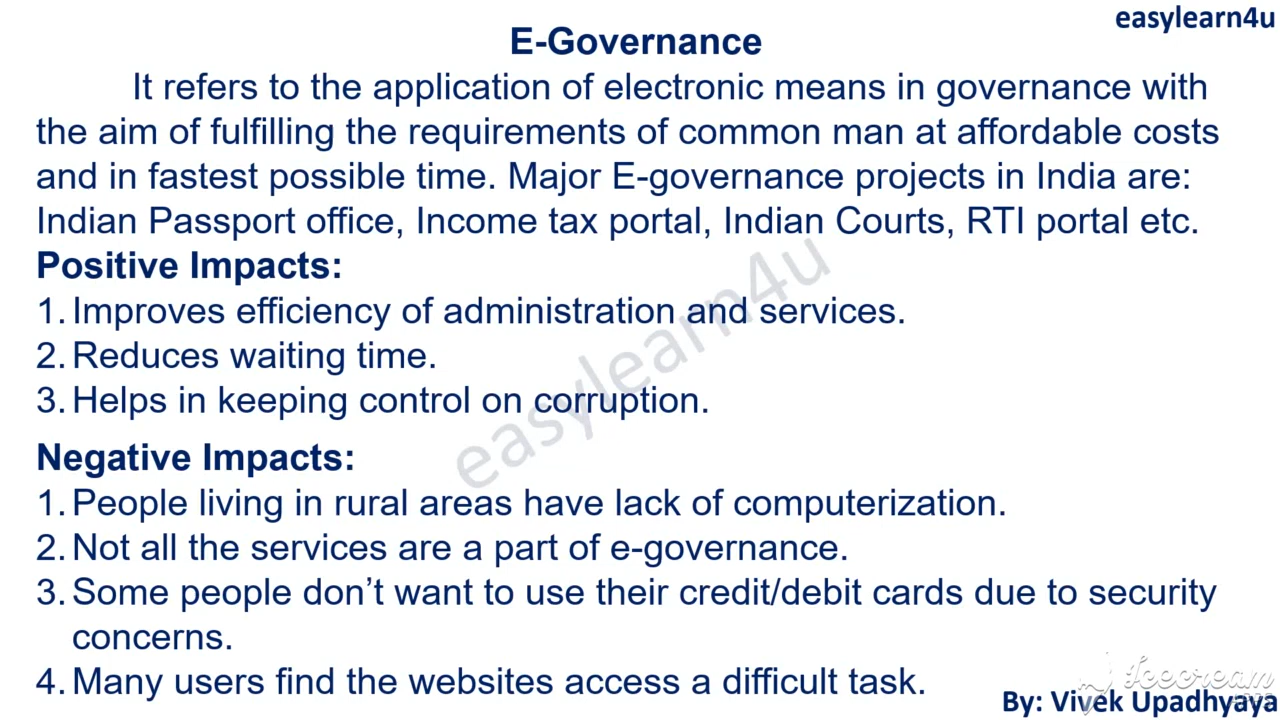 easylearn4u
E-Governance
It refers to the application of electronic means in governance with
the aim of fulfilling the requirements of common man at affordable costs
and in fastest possible time. Major E-governance projects in India are:
Indian Passport office, Income tax portal, Indian Courts, RTI portal etc.
Positive Impacts:
1. Improves efficiency of administration and services.
2. Reduces waiting time.
3. Helps in keeping control on corruption.
easylearn4u
Negative Impacts:
1. People living in rural areas have lack of computerization.
2. Not all the services are a part of e-governance.
3. Some people don’t want to use their credit/debit cards due to security
concerns.
4. Many users find the websites access a difficult task.
Icecream
APPS
By: Vivek Upadhyaya